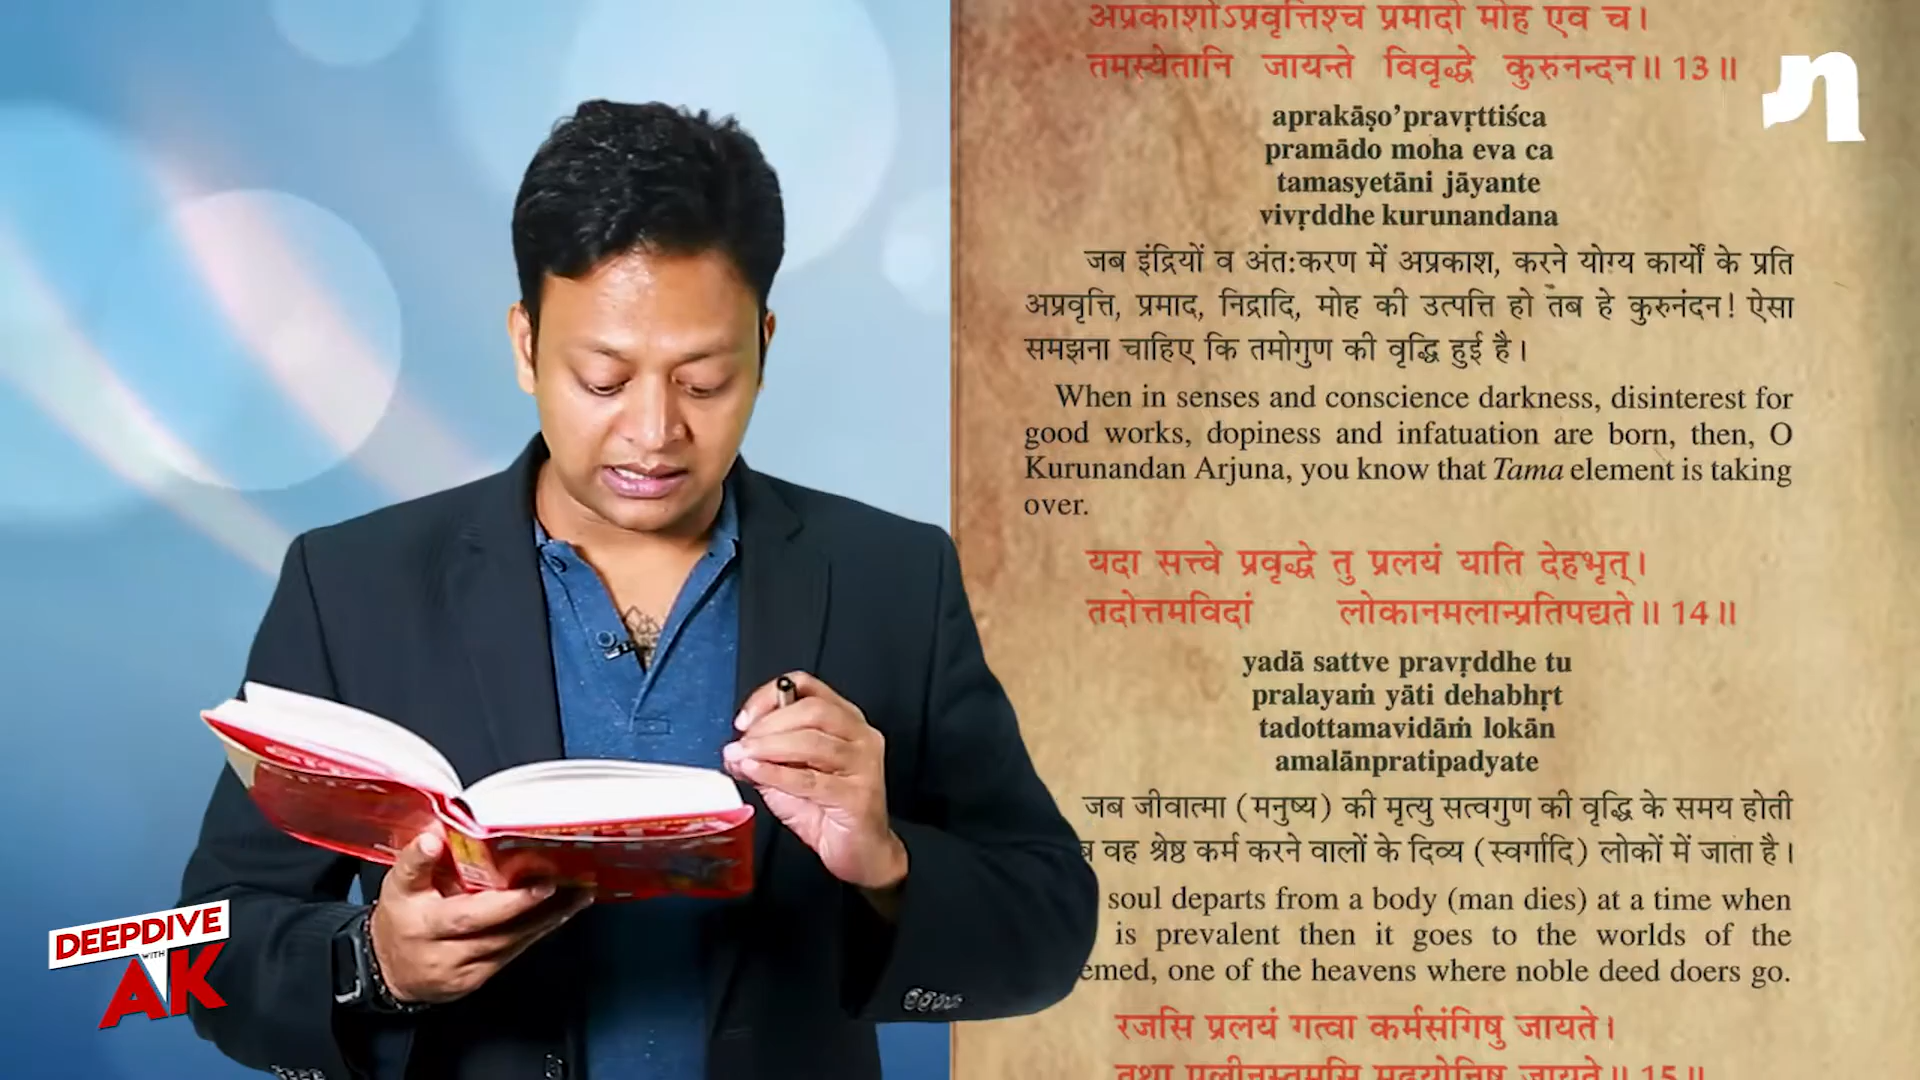 अप्रकाशोऽप्रवृत्तिश्च प्रमादो मोह एव च।
तमस्येतानि जायन्ते विवृद्धे कुरुनन्दन॥ 13॥
aprakāṣo’pravṛttiśca
pramādo moha eva ca
tamasyetāni jāyante
vivṛddhe kurunandana
जब इंद्रियों व अंत:करण में अप्रकाश, करने योग्य कार्यों के प्रति
अप्रवृत्ति, प्रमाद, निद्रादि, मोह की उत्पत्ति हो तब हे कुरुनंदन! ऐसा
समझना चाहिए कि तमोगुण की वृद्धि हुई है।
When in senses and conscience darkness, disinterest for
good works, dopiness and infatuation are born, then, O
Kurunandan Arjuna, you know that Tama element is taking
over.
यदा सत्त्वे प्रवृद्धे तु प्रलयं याति देहभृत्।
तदोत्तमविदां लोकानमलान्प्रतिपद्यते॥ 14॥
yadā sattve pravṛddhe tu
pralayaṁ yāti dehabhṛt
tadottamavidāṁ lokān
amalānpratipadyate
जब जीवात्मा (मनुष्य) की मृत्यु सत्वगुण की वृद्धि के समय होती
वह श्रेष्ठ कर्म करने वालों के दिव्य (स्वर्गादि) लोकों में जाता है।
soul departs from a body (man dies) at a time when
is prevalent then it goes to the worlds of the
emed, one of the heavens where noble deed doers go.
रजसि प्रलयं गत्वा कर्मसंगिषु जायते।
DEEPDIVE
WITH
AK